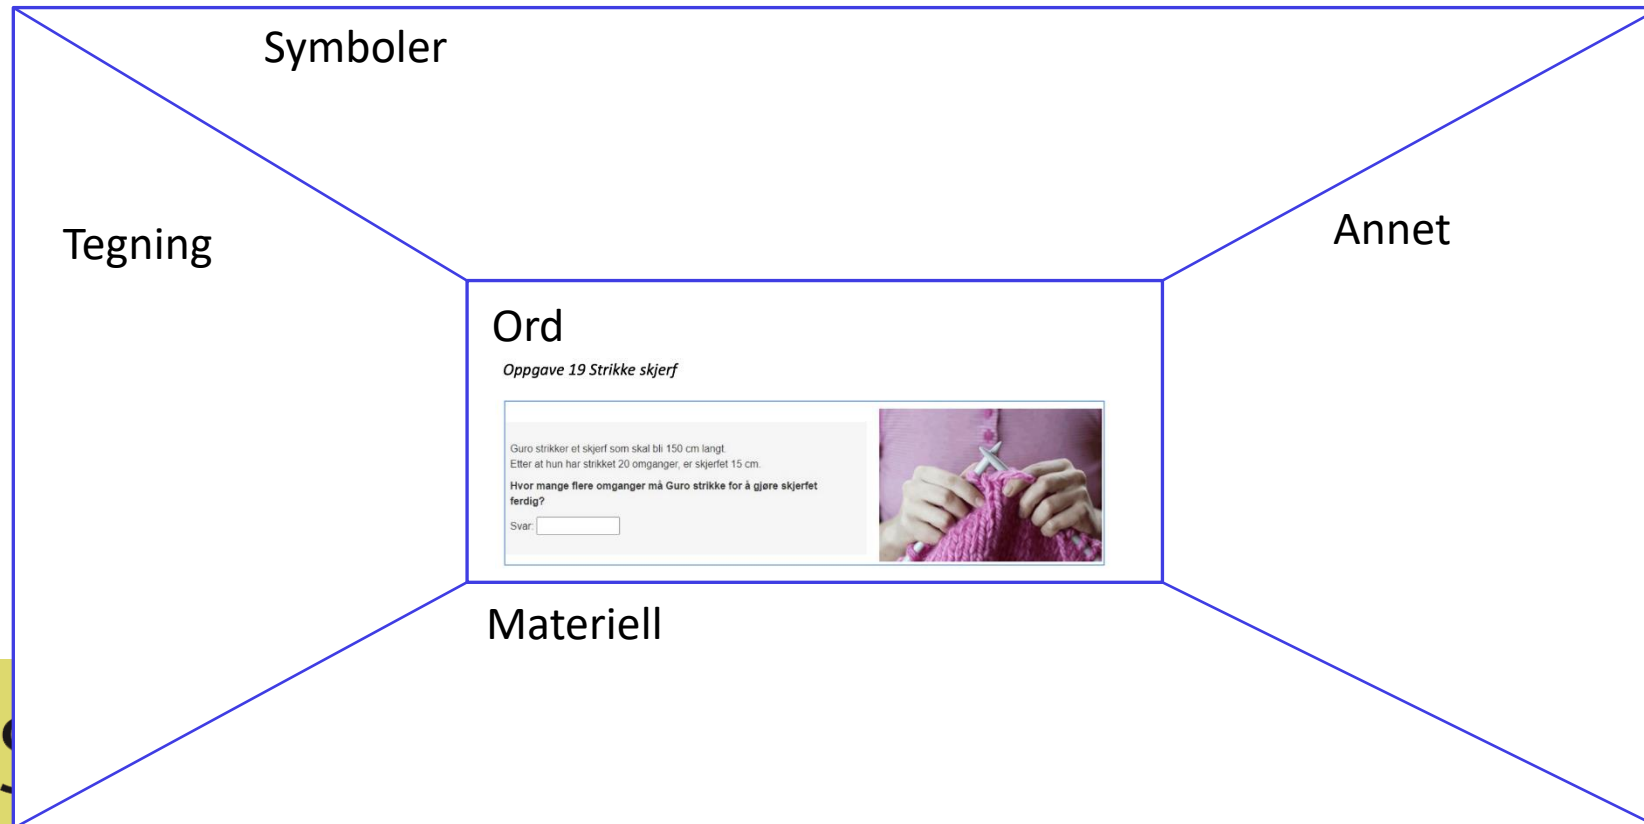 Symboler
Tegning
Annet
Ord
Oppgave 19 Strikke skjerf
Guro strikker et skjerf som skal bli 150 cm langt.
Etter at hun har strikket 20 omganger, er skjerfet 15 cm.
Hvor mange flere omganger må Guro strikke for å gjøre skjerfet
ferdig?
Svar:
Materiell